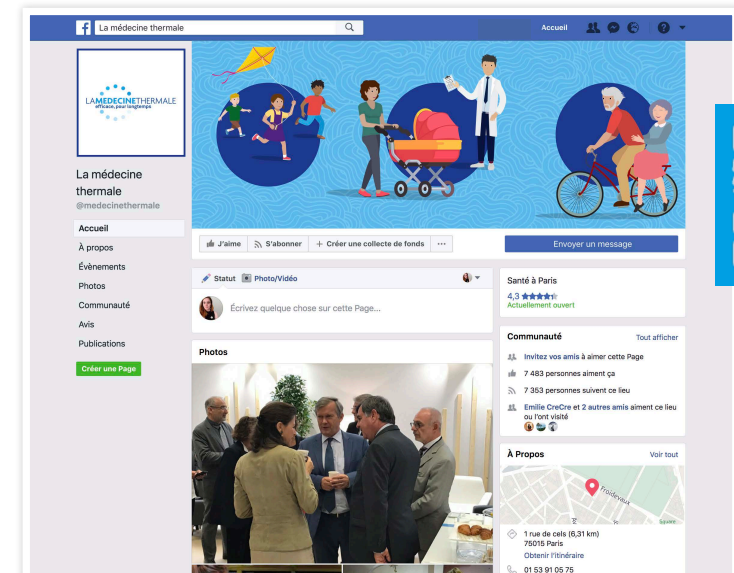 La médecine thermale
Accueil
LAMEDECINETHERMALE
efficace, pour longtemps
La médecine
thermale
@medecinethermale
Accueil
À propos
Évènements
Photos
Communauté
Avis
Publications
Créer une Page
J'aime
S'abonner
+ Créer une collecte de fonds
...
Envoyer un message
Statut
Photo/Vidéo
Écrivez quelque chose sur cette Page...
Photos
Santé à Paris
4,3 ★★★★★
Actuellement ouvert
Communauté
Tout afficher
Invitez vos amis à aimer cette Page
7 483 personnes aiment ça
7 353 personnes suivent ce lieu
Emilie CreCre et 2 autres amis aiment ce lieu
ou l'ont visité
À Propos
Voir tout
Froidevaux
Square
1 rue de cels (6,31 km)
75015 Paris
Obtenir l'itinéraire
01 53 91 05 75